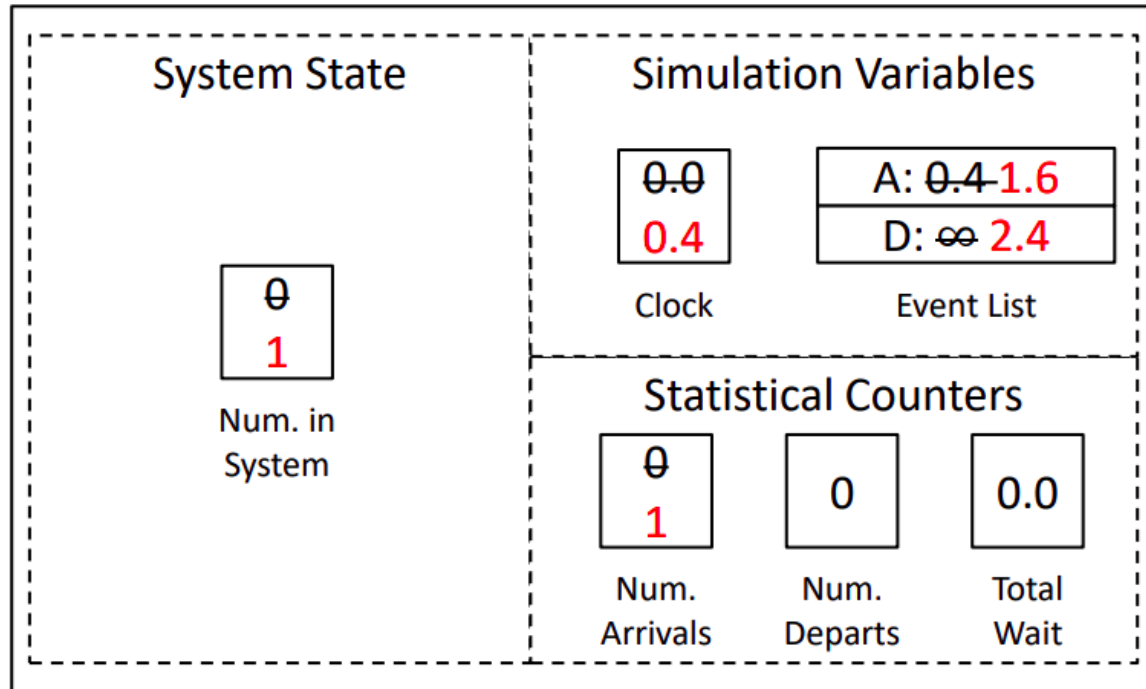 System State
0
1
Num. in
System
Simulation Variables
0.0
0.4
Clock
A: 0.4 1.6
D: ∞ 2.4
Event List
Statistical Counters
0
1
Num.
Arrivals
0
Num.
Departs
0.0
Total
Wait